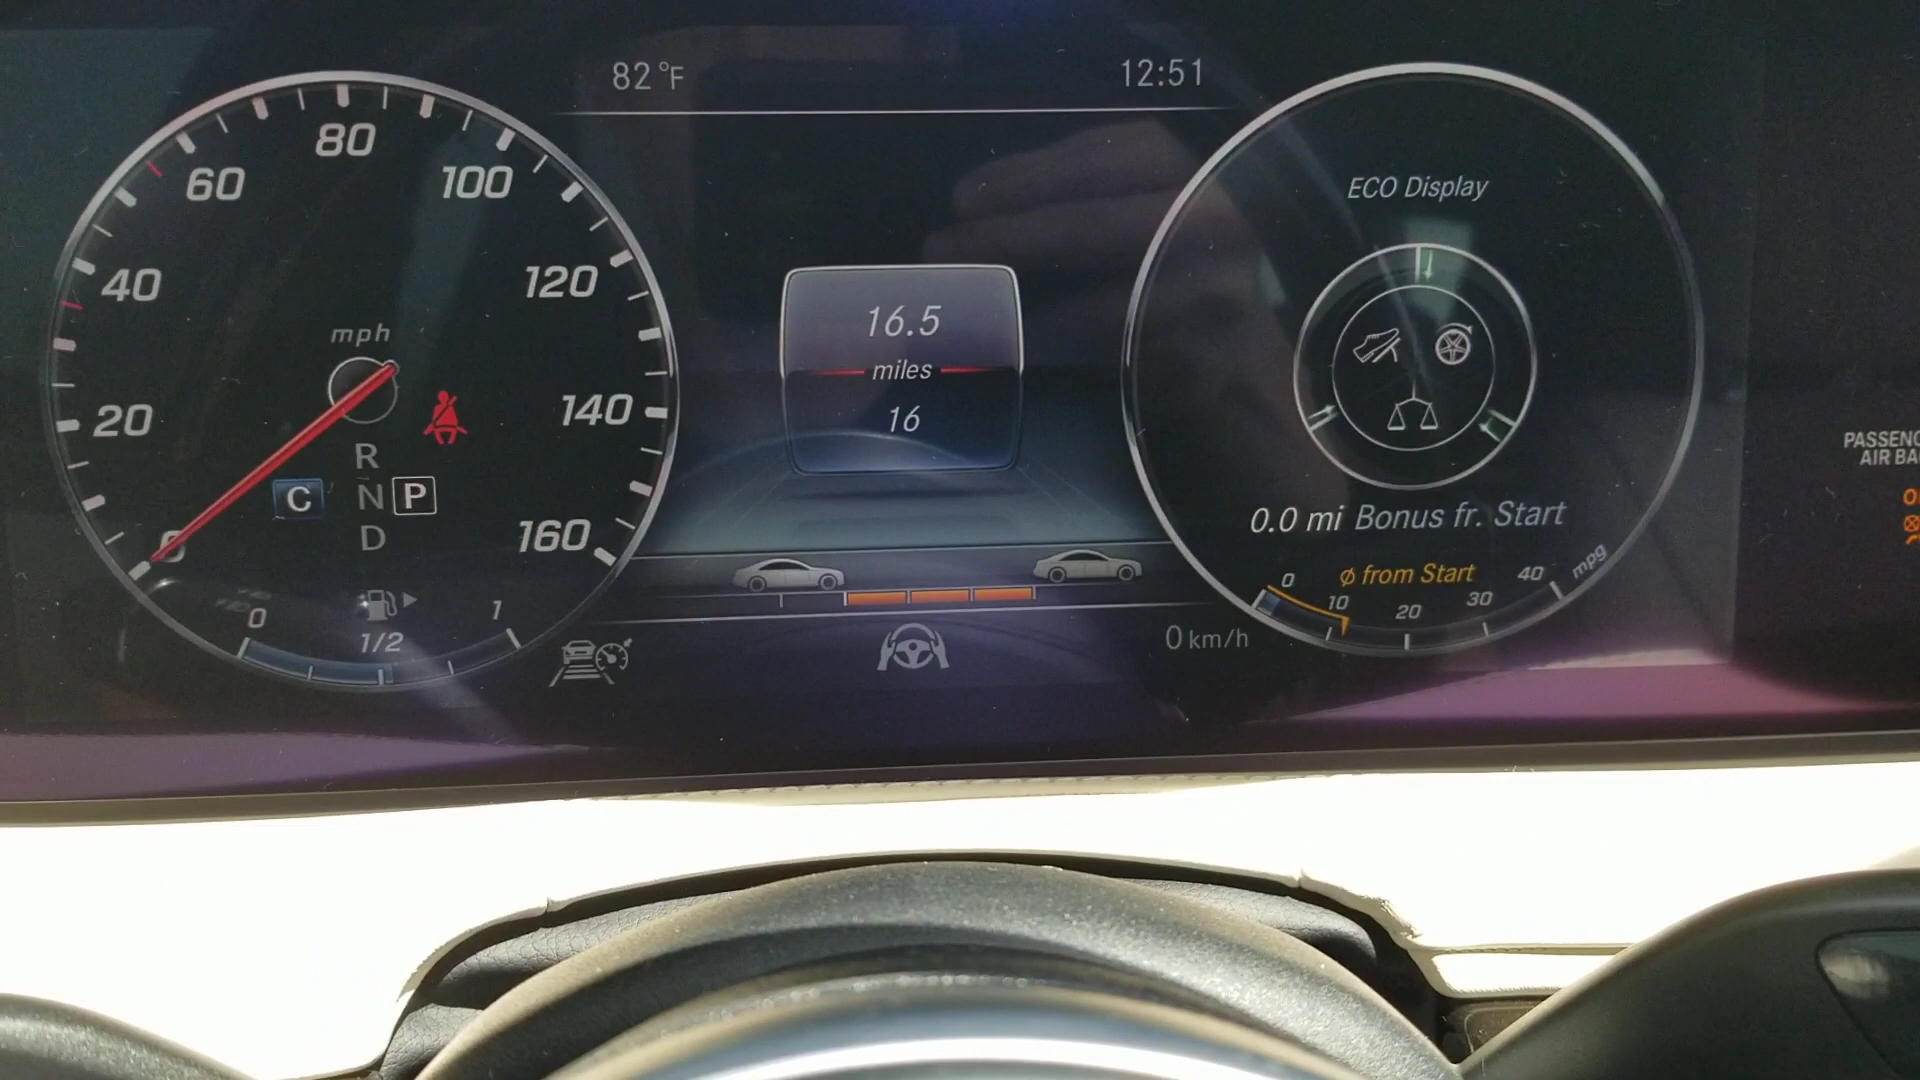 82°F
12:51
0
20
40
60
80
100
120
140
160
mph
R
N
D
C
P
0
1/2
1
16.5
miles
16
0 km/h
ECO Display
0.0 mi Bonus fr. Start
ø from Start
0
10
20
30
40
mpg
PASSENG
AIR BA